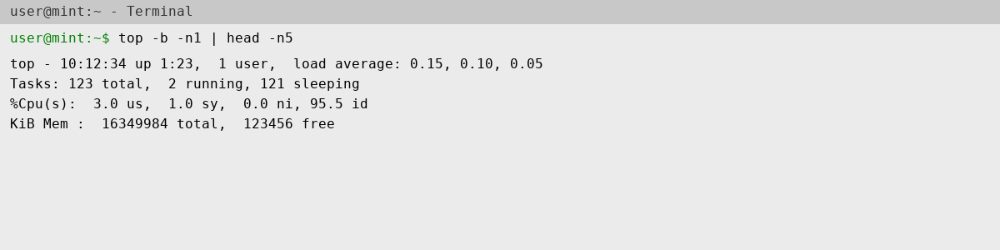 user@mint:~ - Terminal
user@mint:~$ top -b -n1 | head -n5
top - 10:12:34 up 1:23,  1 user,  load average: 0.15, 0.10, 0.05
Tasks: 123 total,  2 running, 121 sleeping
%Cpu(s):  3.0 us,  1.0 sy,  0.0 ni, 95.5 id
KiB Mem :  16349984 total,  123456 free